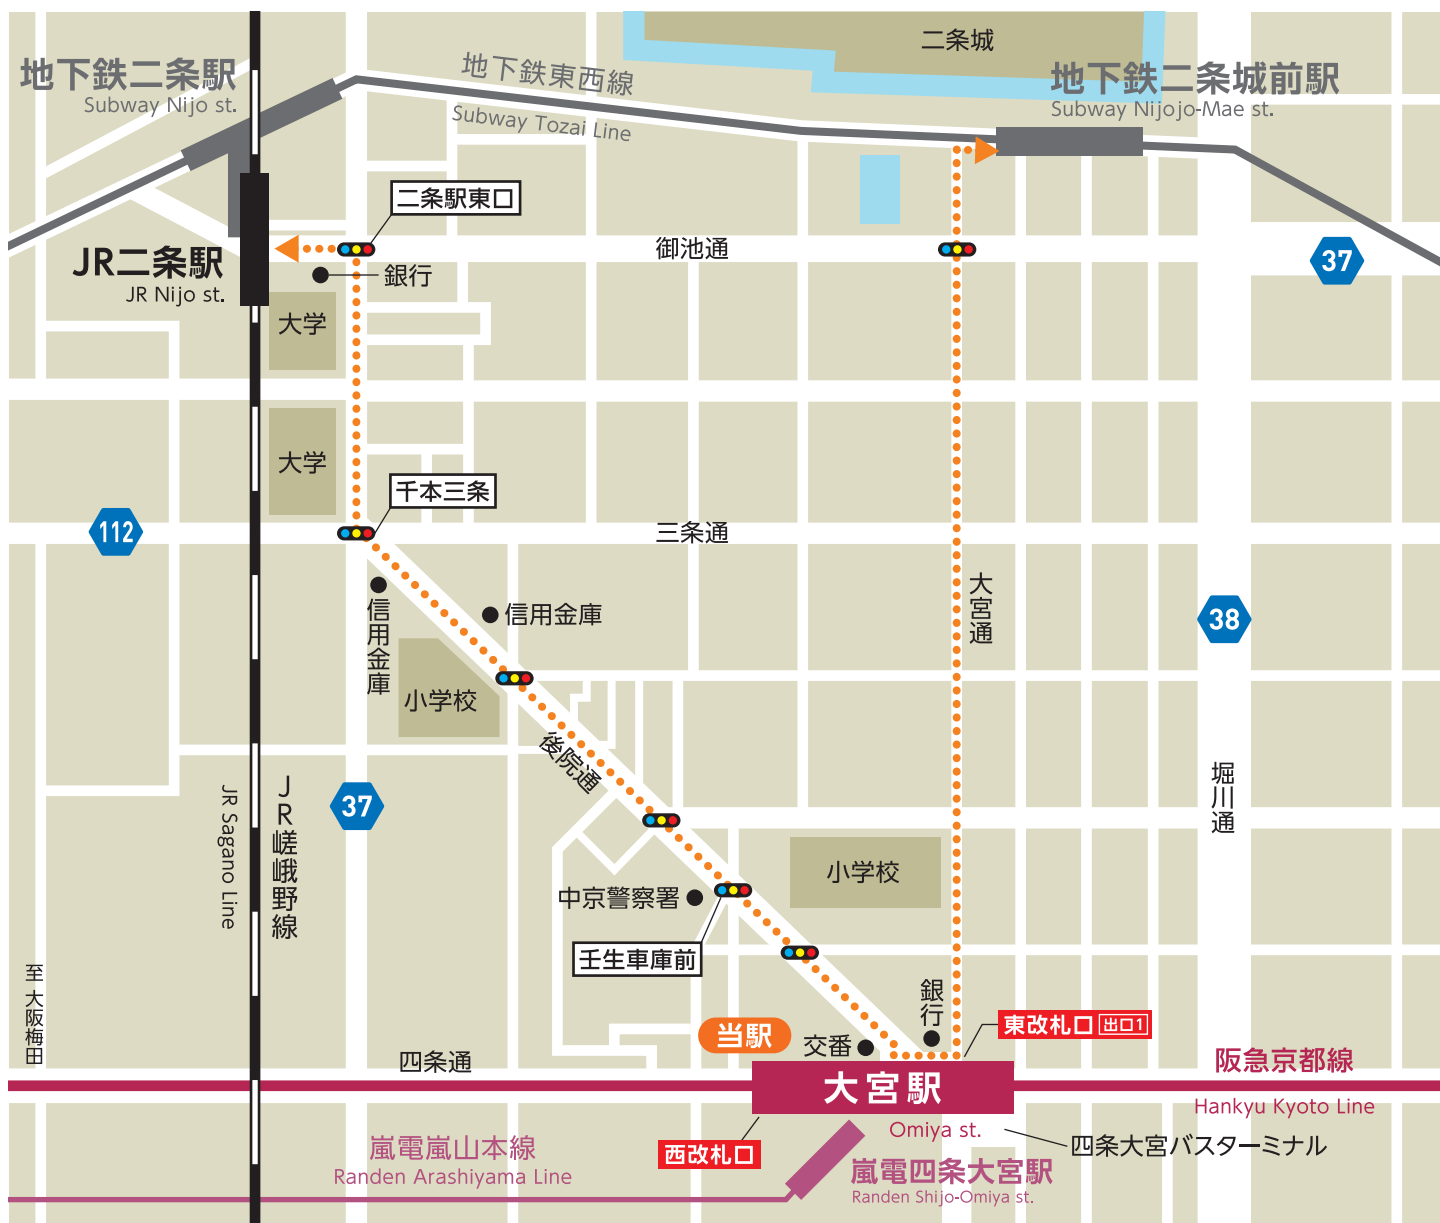 二条城
地下鉄二条駅
Subway Nijo st.
地下鉄東西線
Subway Tozai Line
地下鉄二条城前駅
Subway Nijojo-Mae st.
二条駅東口
御池通
37
JR二条駅
JR Nijo st.
銀行
大学
大学
千本三条
112
三条通
信用金庫
信用金庫
大宮通
38
小学校
後院通
37
堀川通
JR嵯峨野線
JR Sagano Line
小学校
中京警察署
壬生車庫前
至 大阪梅田
銀行
東改札口 出口1
当駅
交番
四条通
大宮駅
Omiya st.
阪急京都線
Hankyu Kyoto Line
西改札口
四条大宮バスターミナル
嵐電嵐山本線
Randen Arashiyama Line
嵐電四条大宮駅
Randen Shijo-Omiya st.